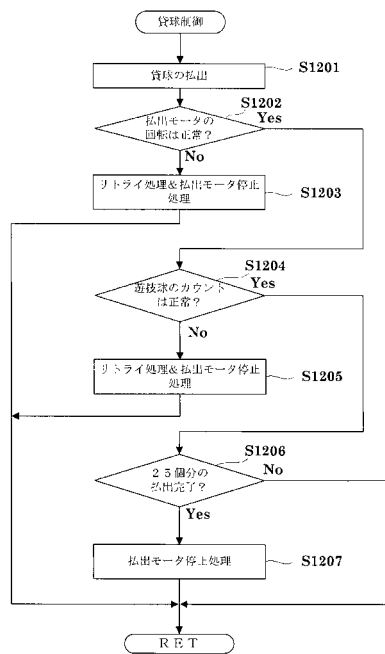 貸球制御
S1201
貸球の払出
S1202
払出モータの
回転は正常?
Yes
No
リトライ処理&払出モータ停止
処理
S1203
S1204
遊技球のカウント
は正常?
Yes
No
リトライ処理&払出モータ停止
処理
S1205
S1206
25個分の
払出完了?
No
Yes
払出モータ停止処理
S1207
RET